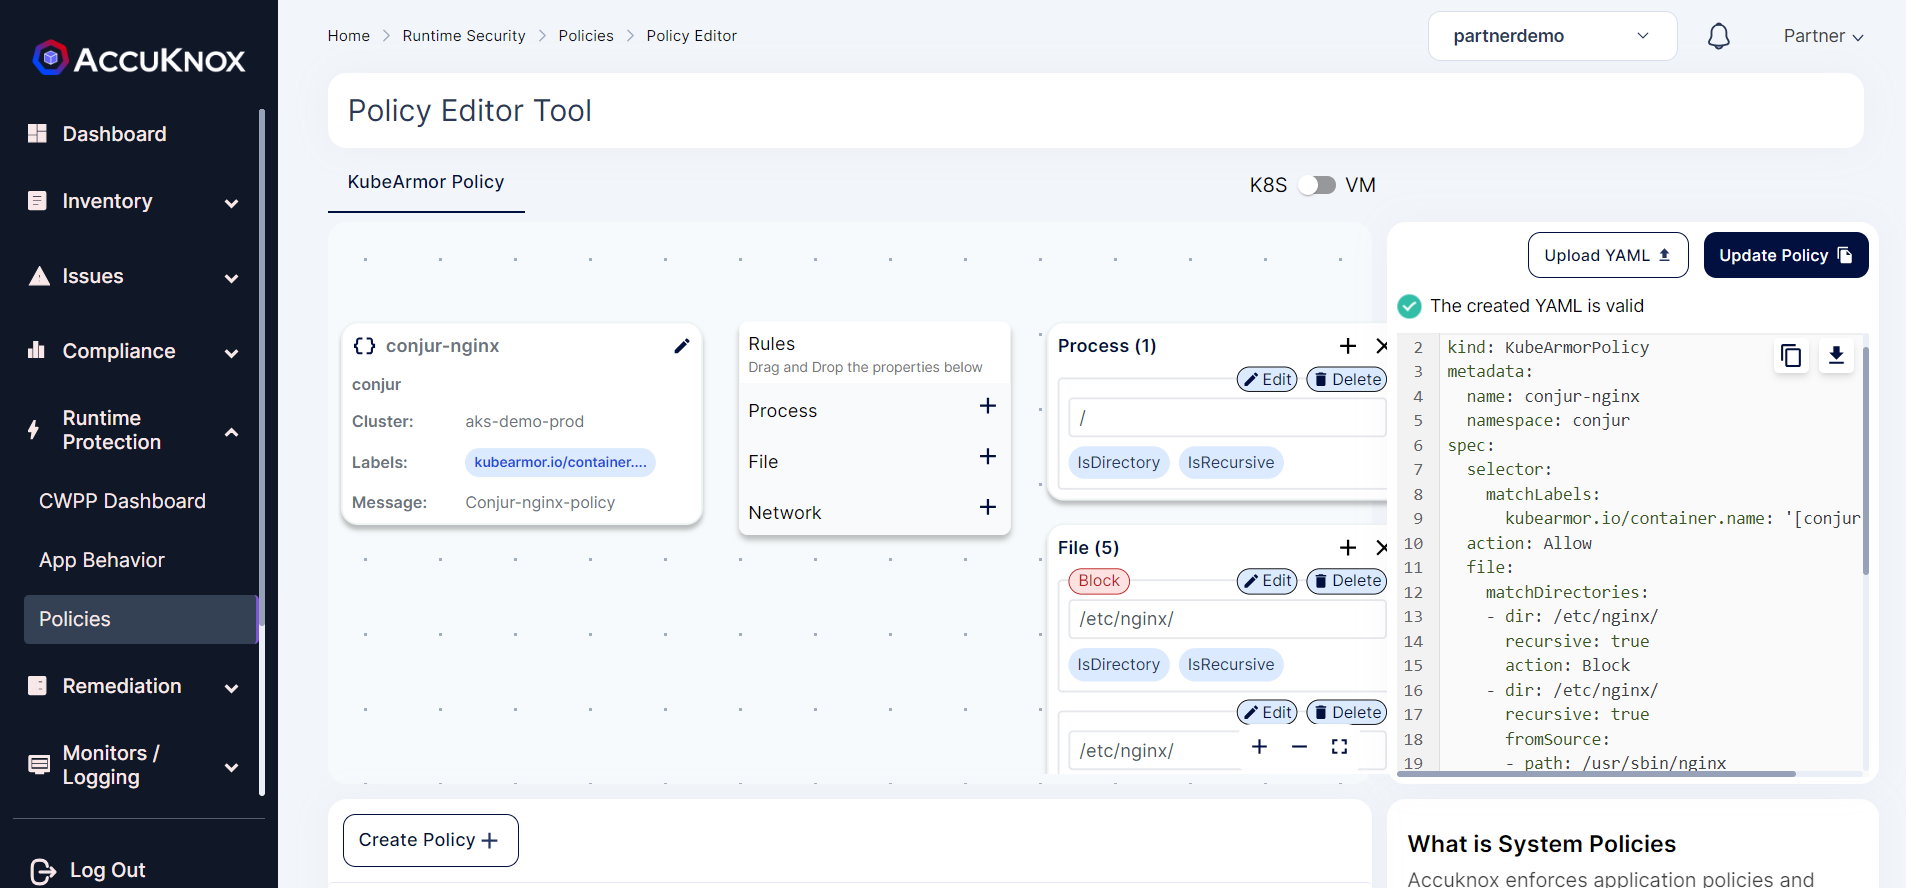 ACCUKNOX
Dashboard
Inventory
Issues
Compliance
Runtime
Protection
CWPP Dashboard
App Behavior
Policies
Remediation
Monitors /
Logging
Log Out
Home > Runtime Security > Policies > Policy Editor
partnerdemo
Partner
Policy Editor Tool
KubeArmor Policy
K8S VM
conjur-nginx
conjur
Cluster: aks-demo-prod
Labels: kubearmor.io/container....
Message: Conjur-nginx-policy
Rules
Drag and Drop the properties below
Process +
File +
Network +
Process (1)
Edit Delete
/
IsDirectory IsRecursive
File (5)
Block Edit Delete
/etc/nginx/
IsDirectory IsRecursive
Edit Delete
/etc/nginx/
Create Policy +
Upload YAML Update Policy
The created YAML is valid
2 kind: KubeArmorPolicy
3 metadata:
4 name: conjur-nginx
5 namespace: conjur
6 spec:
7 selector:
8 matchLabels:
9 kubearmor.io/container.name: '[conjur
10 action: Allow
11 file:
12 matchDirectories:
13 - dir: /etc/nginx/
14 recursive: true
15 action: Block
16 - dir: /etc/nginx/
17 recursive: true
18 fromSource:
19 - path: /usr/sbin/nginx
What is System Policies
Accuknox enforces application policies and